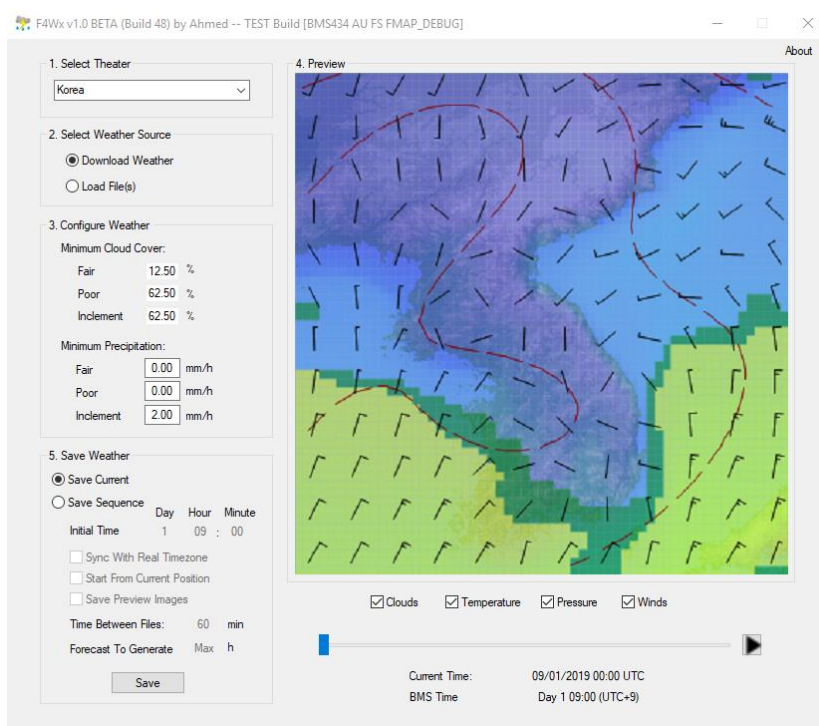 F4Wx v1.0 BETA (Build 48) by Ahmed -- TEST Build [BMS434 AU FS FMAP_DEBUG]
About
1. Select Theater
Korea
2. Select Weather Source
Download Weather
Load File(s)
3. Configure Weather
Minimum Cloud Cover:
Fair 12.50 %
Poor 62.50 %
Inclement 62.50 %
Minimum Precipitation:
Fair 0.00 mm/h
Poor 0.00 mm/h
Inclement 2.00 mm/h
5. Save Weather
Save Current
Save Sequence
Day Hour Minute
Initial Time 1 09 : 00
Sync With Real Timezone
Start From Current Position
Save Preview Images
Time Between Files: 60 min
Forecast To Generate Max h
Save
4. Preview
Clouds Temperature Pressure Winds
Current Time: 09/01/2019 00:00 UTC
BMS Time Day 1 09:00 (UTC+9)